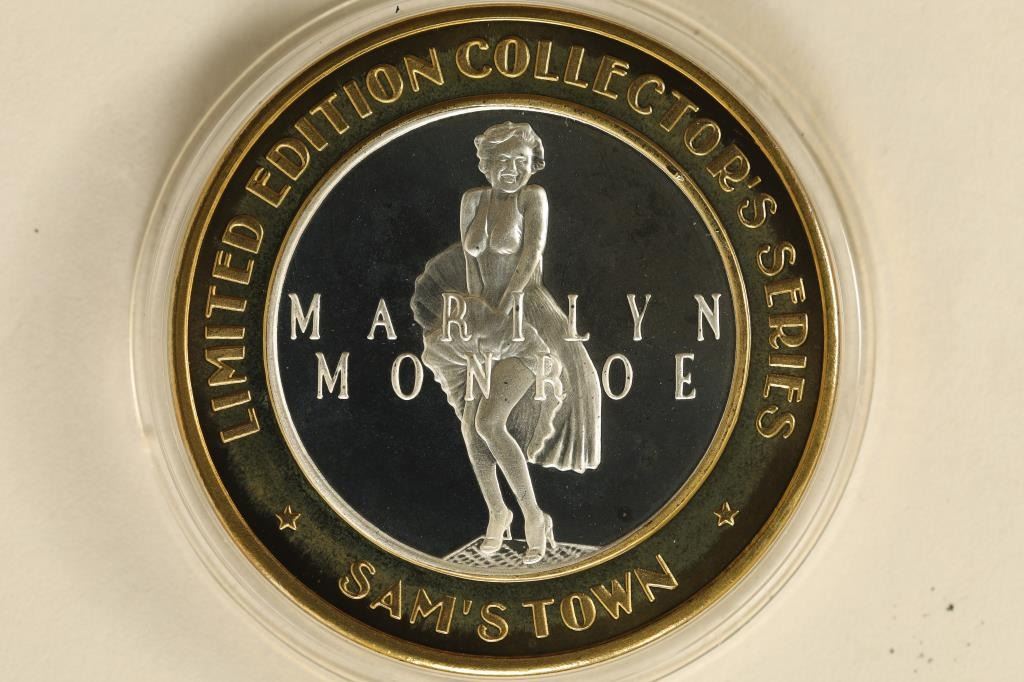 LIMITED EDITION COLLECTOR'S SERIES
MARILYN
MONROE
SAM'S TOWN